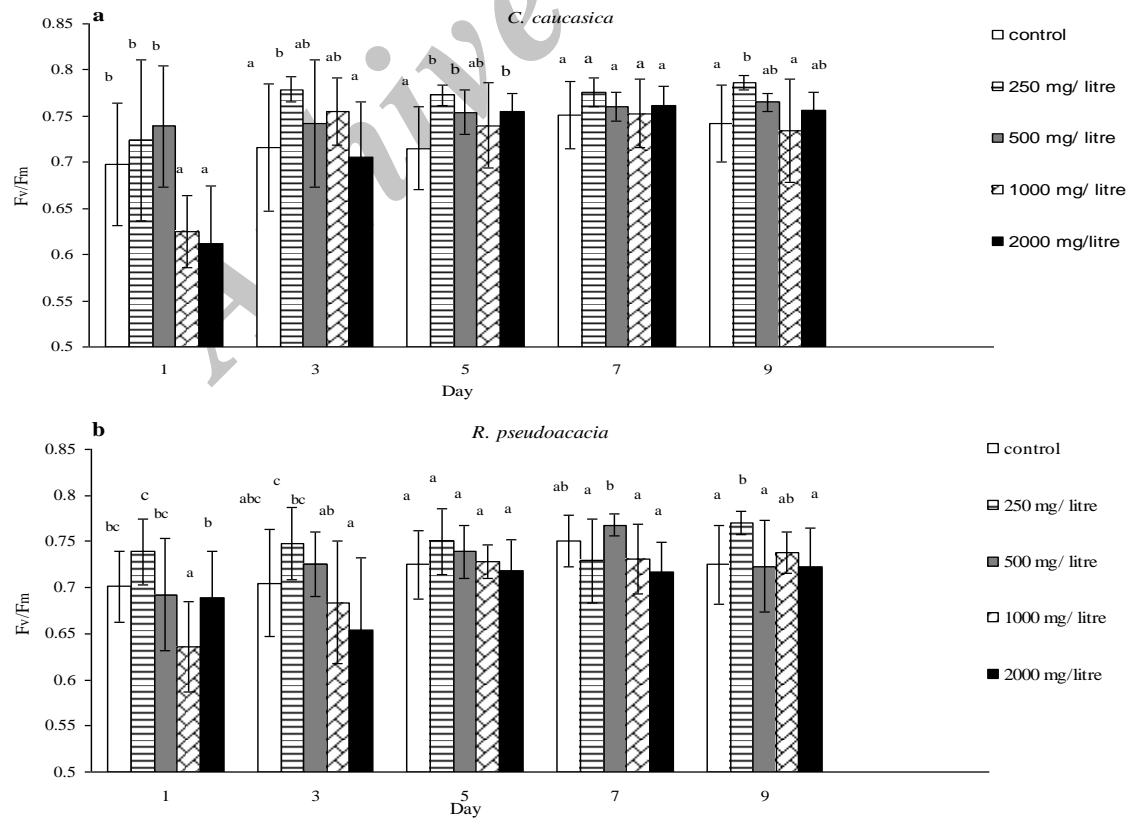 a
C. caucasica
A hive
Fv/Fm
0.85
0.8
0.75
0.7
0.65
0.6
0.55
0.5
b b b a a
a b ab ab a
a b b ab b
a a a a a
a b ab a ab
1 3 5 7 9
Day
control
250 mg/ litre
500 mg/ litre
1000 mg/ litre
2000 mg/litre
b
R. pseudoacacia
Fv/Fm
0.85
0.8
0.75
0.7
0.65
0.6
0.55
0.5
bc c bc a b
abc c bc ab a
a a a a a
ab a b a a
a b a ab a
1 3 5 7 9
Day
control
250 mg/ litre
500 mg/ litre
1000 mg/ litre
2000 mg/litre